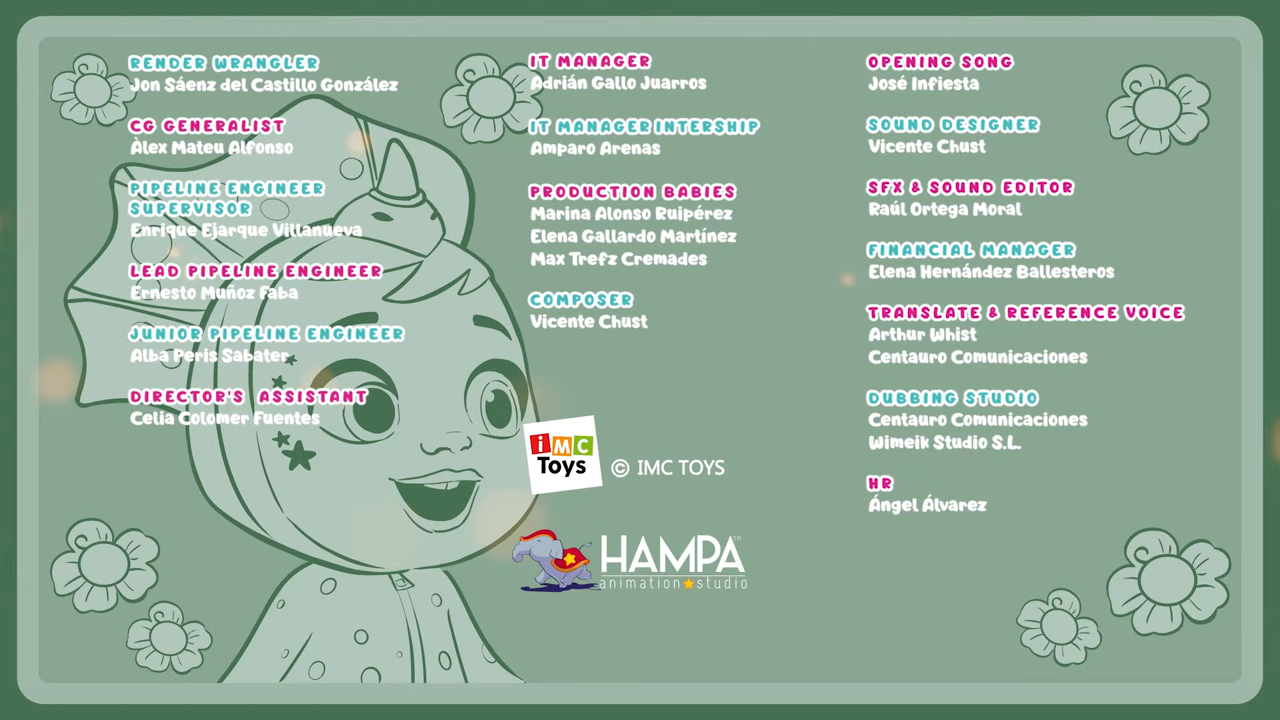 RENDER WRANGLER
Jon Sáenz del Castillo González
CG GENERALIST
Àlex Mateu Alfonso
PIPELINE ENGINEER
SUPERVISOR
Enrique Ejarque Villanueva
LEAD PIPELINE ENGINEER
Ernesto Muñoz Faba
JUNIOR PIPELINE ENGINEER
Alba Peris Sabater
DIRECTOR'S ASSISTANT
Celia Colomer Fuentes
IT MANAGER
Adrián Gallo Juarros
IT MANAGER INTERSHIP
Amparo Arenas
PRODUCTION BABIES
Marina Alonso Ruipérez
Elena Gallardo Martínez
Max Trefz Cremades
COMPOSER
Vicente Chust
iMC
Toys
© IMC TOYS
HAMPA™
animation studio
OPENING SONG
José Infiesta
SOUND DESIGNER
Vicente Chust
SFX & SOUND EDITOR
Raúl Ortega Moral
FINANCIAL MANAGER
Elena Hernández Ballesteros
TRANSLATE & REFERENCE VOICE
Arthur Whist
Centauro Comunicaciones
DUBBING STUDIO
Centauro Comunicaciones
Wimeik Studio S.L.
HR
Ángel Álvarez